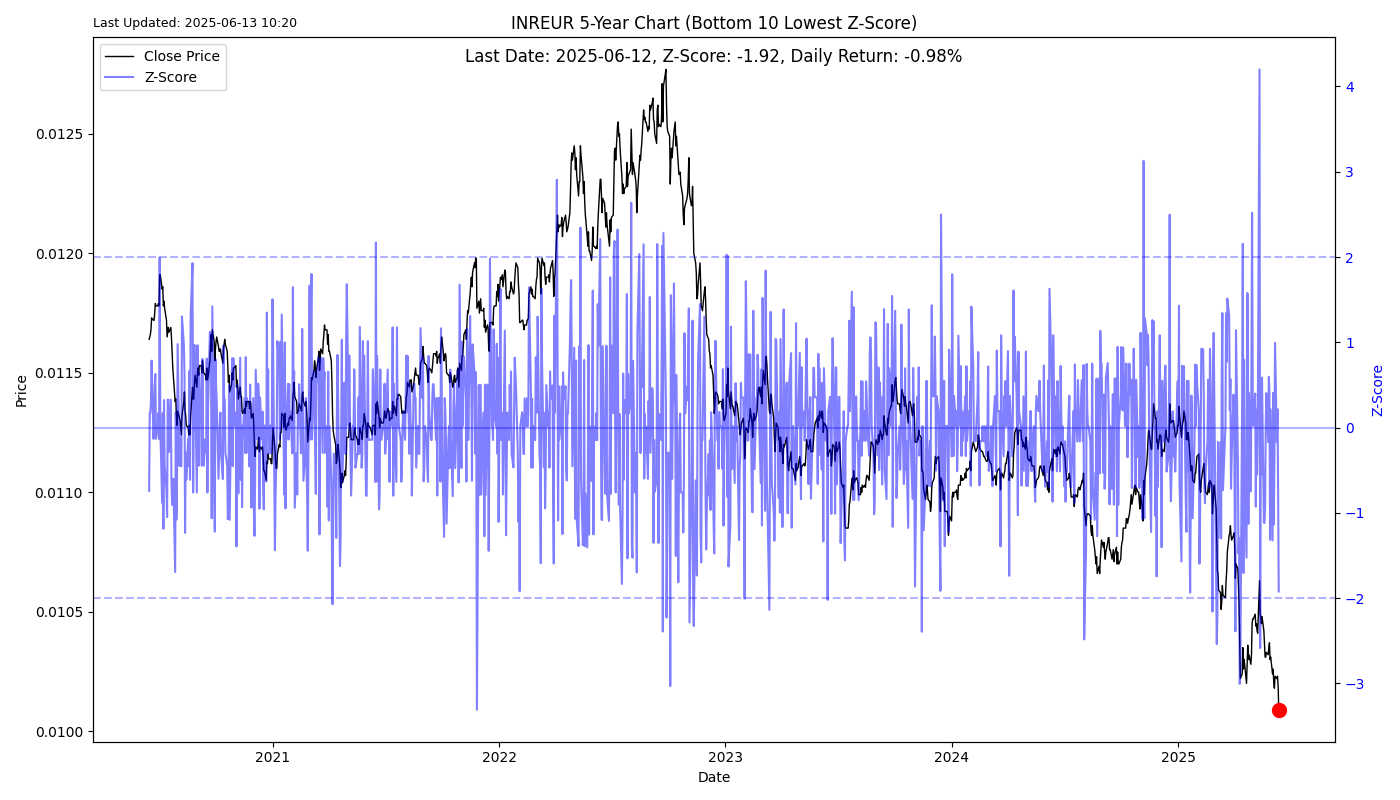 Last Updated: 2025-06-13 10:20
INREUR 5-Year Chart (Bottom 10 Lowest Z-Score)
Last Date: 2025-06-12, Z-Score: -1.92, Daily Return: -0.98%
Close Price
Z-Score
Price
0.0125
0.0120
0.0115
0.0110
0.0105
0.0100
4
3
2
1
0
−1
−2
−3
Z-Score
2021 2022 2023 2024 2025
Date